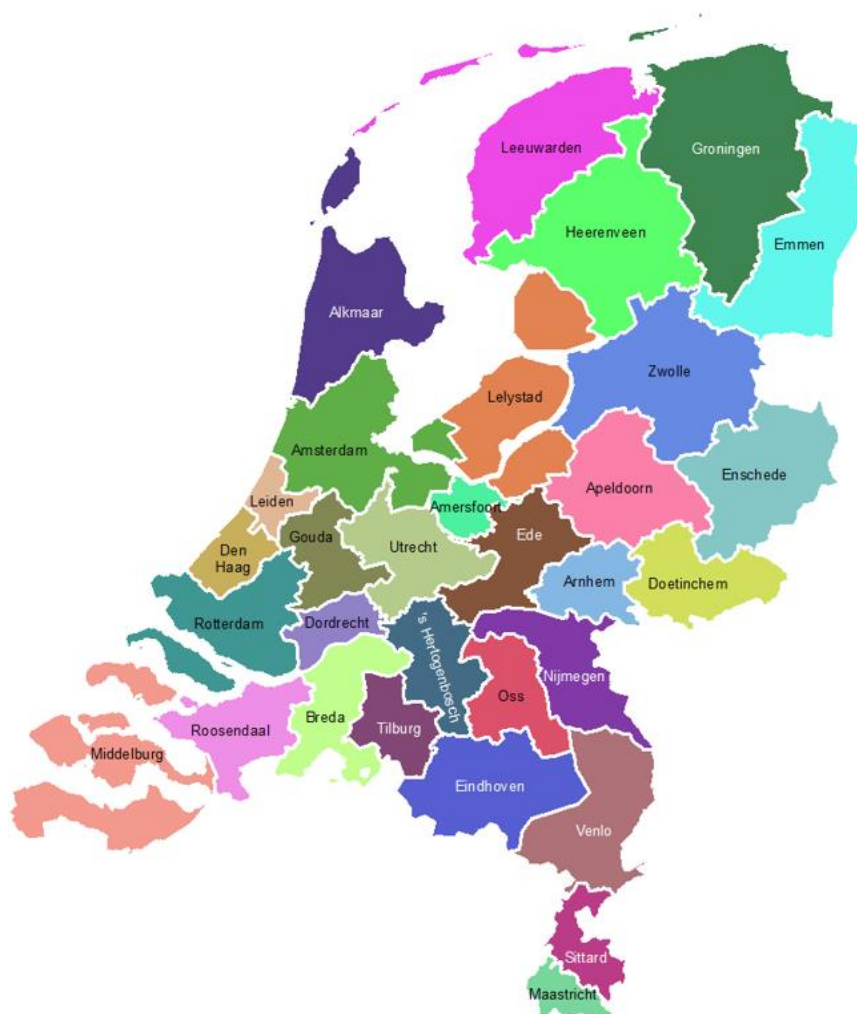 Leeuwarden
Groningen
Heerenveen
Emmen
Alkmaar
Zwolle
Lelystad
Amsterdam
Enschede
Apeldoorn
Leiden
Amersfoort
Gouda
Ede
Utrecht
Den
Haag
Arnhem
Doetinchem
Rotterdam
Dordrecht
's Hertogenbosch
Nijmegen
Oss
Roosendaal
Breda
Tilburg
Middelburg
Eindhoven
Venlo
Sittard
Maastricht